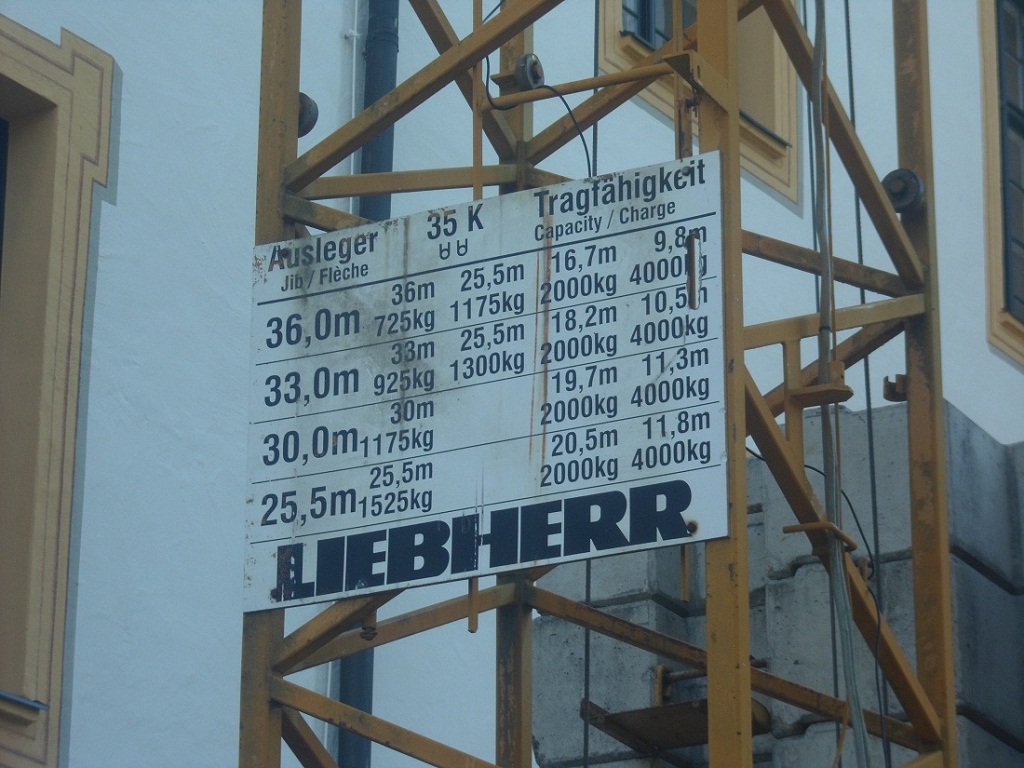 Ausleger 35 K Tragfähigkeit
Jib / Flèche Capacity / Charge
36m 25,5m 16,7m 9,8m
36,0m 725kg 1175kg 2000kg 4000kg
33m 25,5m 18,2m 10,5m
33,0m 925kg 1300kg 2000kg 4000kg
30m 19,7m 11,3m
30,0m 1175kg 2000kg 4000kg
25,5m 20,5m 11,8m
25,5m 1525kg 2000kg 4000kg
LIEBHERR